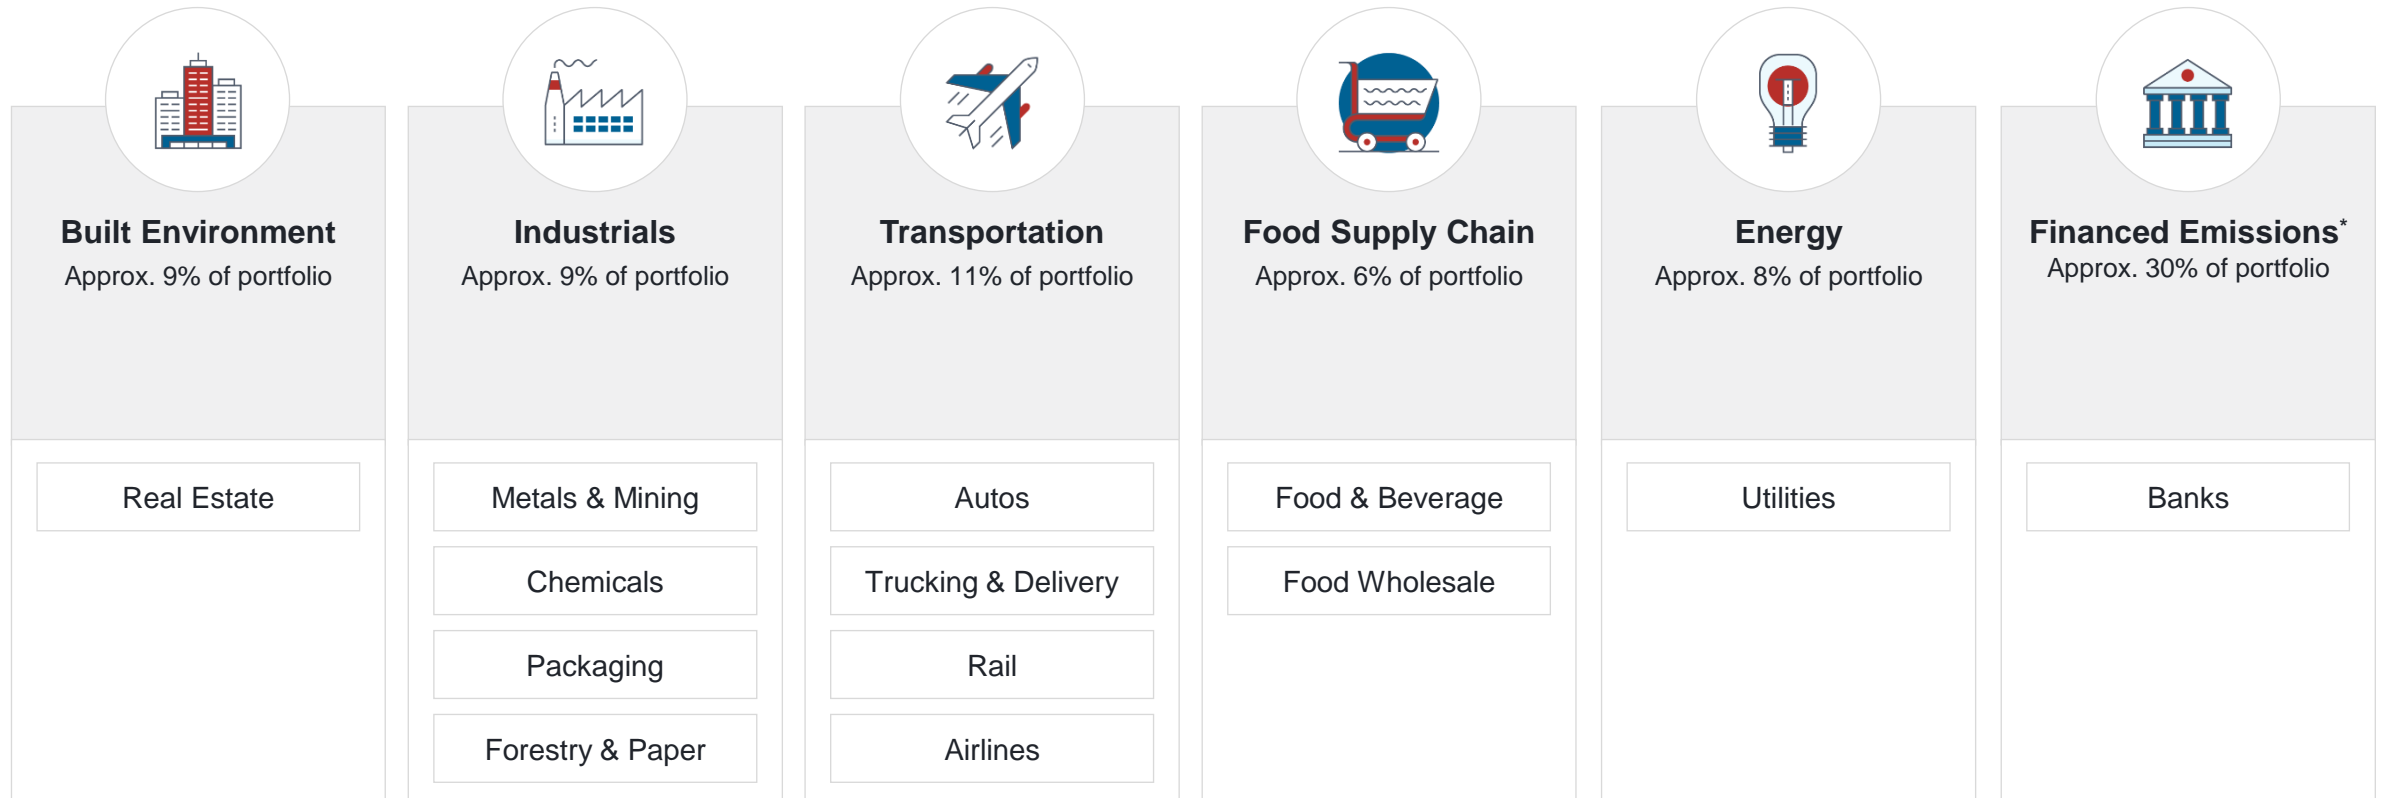 Built Environment
Approx. 9% of portfolio
Real Estate
Industrials
Approx. 9% of portfolio
Metals & Mining
Chemicals
Packaging
Forestry & Paper
Transportation
Approx. 11% of portfolio
Autos
Trucking & Delivery
Rail
Airlines
Food Supply Chain
Approx. 6% of portfolio
Food & Beverage
Food Wholesale
Energy
Approx. 8% of portfolio
Utilities
Financed Emissions*
Approx. 30% of portfolio
Banks